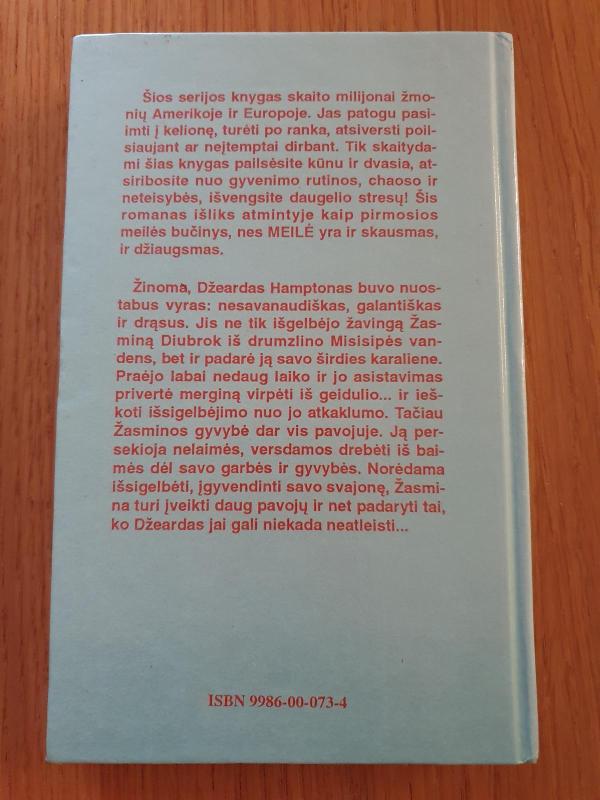 Šios serijos knygas skaito milijonai žmo-
nių Amerikoje ir Europoje. Jas patogu pasi-
imti į kelionę, turėti po ranka, atsiversti poil-
siaujant ar neįtemptai dirbant. Tik skaityda-
mi šias knygas pailsėsite kūnu ir dvasia, at-
siribosite nuo gyvenimo rutinos, chaoso ir
neteisybės, išvengsite daugelio stresų! Šis
romanas išliks atmintyje kaip pirmosios
meilės bučinys, nes MEILĖ yra ir skausmas,
ir džiaugsmas.
Žinoma, Džeardas Hamptonas buvo nuos-
tabus vyras: nesavanaudiškas, galantiškas
ir drąsus. Jis ne tik išgelbėjo žavingą Žas-
miną Diubrok iš drumzlino Misisipės van-
dens, bet ir padarė ją savo širdies karaliene.
Praėjo labai nedaug laiko ir jo asistavimas
privertė merginą virpėti iš geidulio... ir ieš-
koti išsigelbėjimo nuo jo atkaklumo. Tačiau
Žasminos gyvybė dar vis pavojuje. Ją per-
sekioja nelaimės, versdamos drebėti iš bai-
mės dėl savo garbės ir gyvybės. Norėdama
išsigelbėti, įgyvendinti savo svajonę, Žasmi-
na turi įveikti daug pavojų ir net padaryti tai,
ko Džeardas jai gali niekada neatleisti...
ISBN 9986-00-073-4